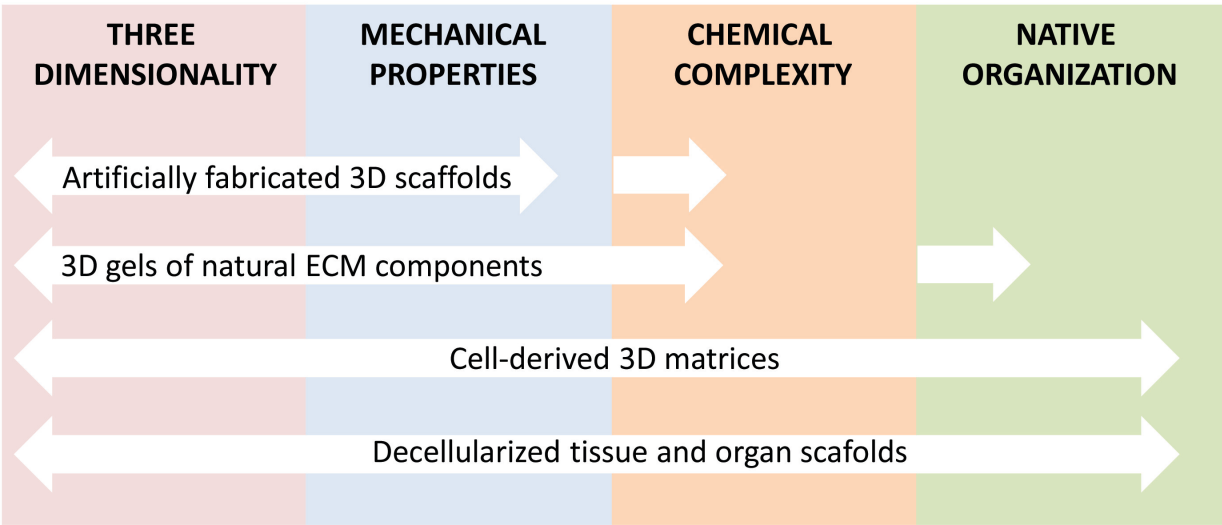 THREE
DIMENSIONALITY
MECHANICAL
PROPERTIES
CHEMICAL
COMPLEXITY
NATIVE
ORGANIZATION
Artificially fabricated 3D scaffolds
3D gels of natural ECM components
Cell-derived 3D matrices
Decellularized tissue and organ scafolds